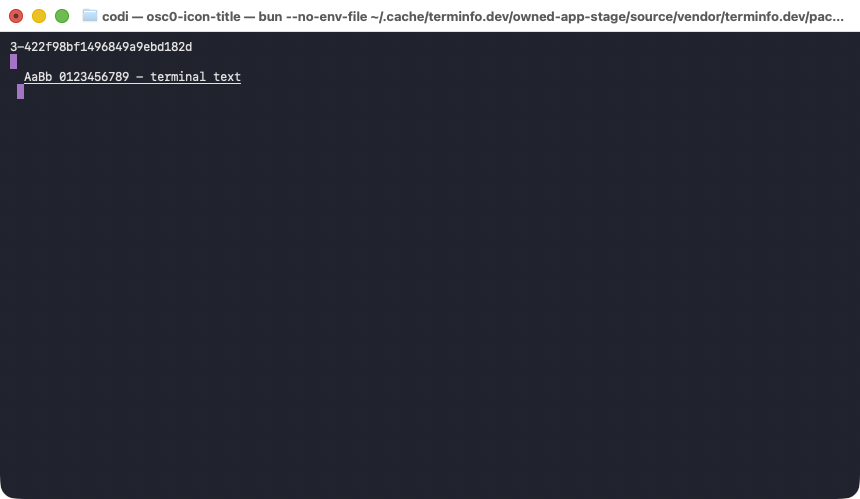 codi — osc0-icon-title — bun --no-env-file ~/.cache/terminfo.dev/owned-app-stage/source/vendor/terminfo.dev/pac...
3-422f98bf1496849a9ebd182d
AaBb 0123456789 — terminal text